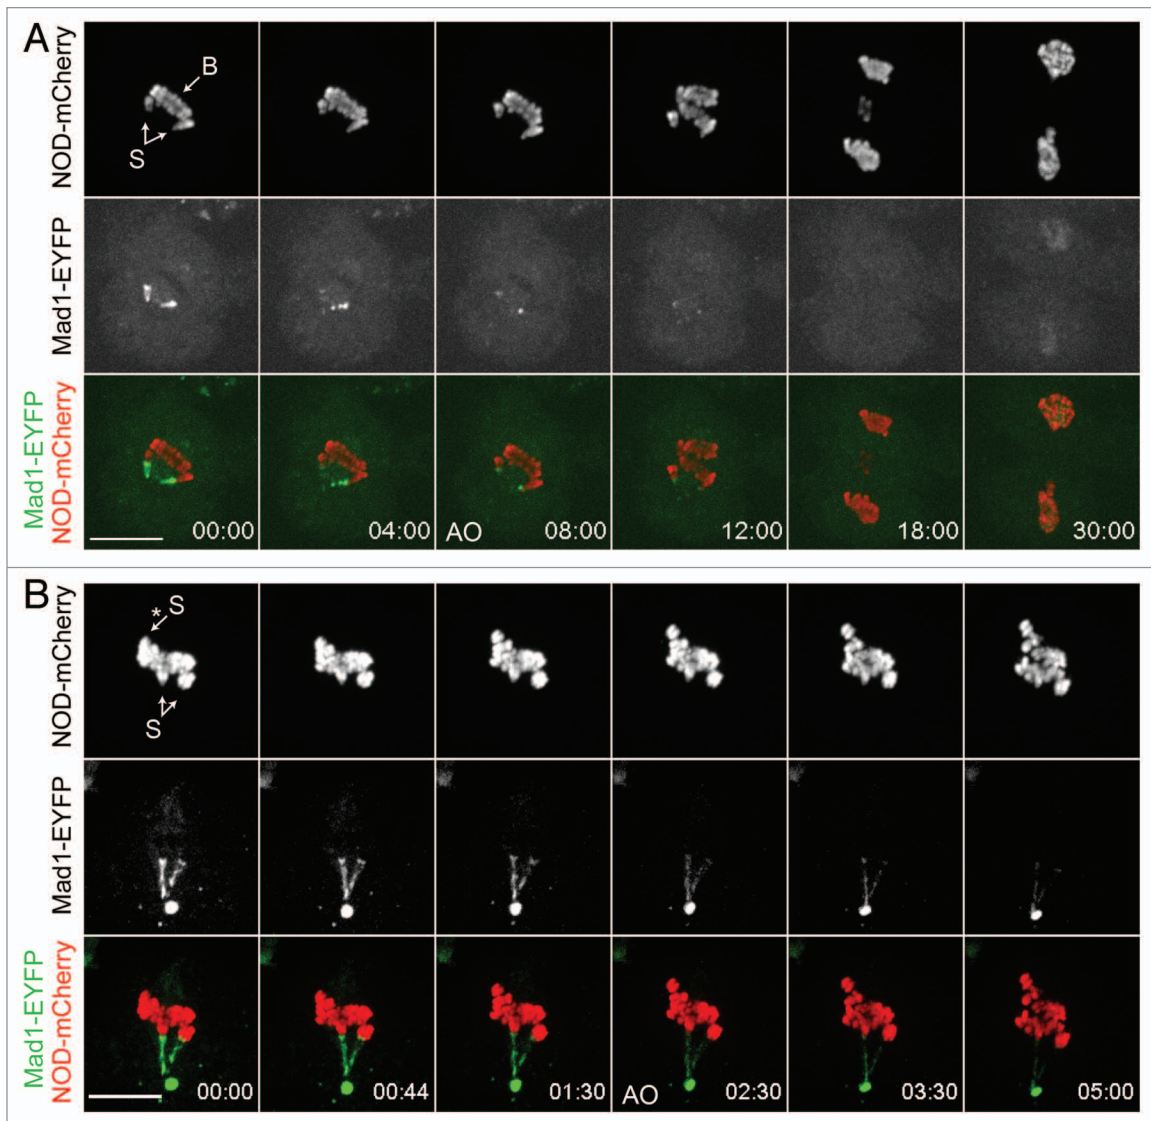 A
NOD-mCherry
B
S
Mad1-EYFP
Mad1-EYFP
NOD-mCherry
00:00
04:00
AO
08:00
12:00
18:00
30:00
B
NOD-mCherry
* S
S
Mad1-EYFP
Mad1-EYFP
NOD-mCherry
00:00
00:44
01:30
AO
02:30
03:30
05:00